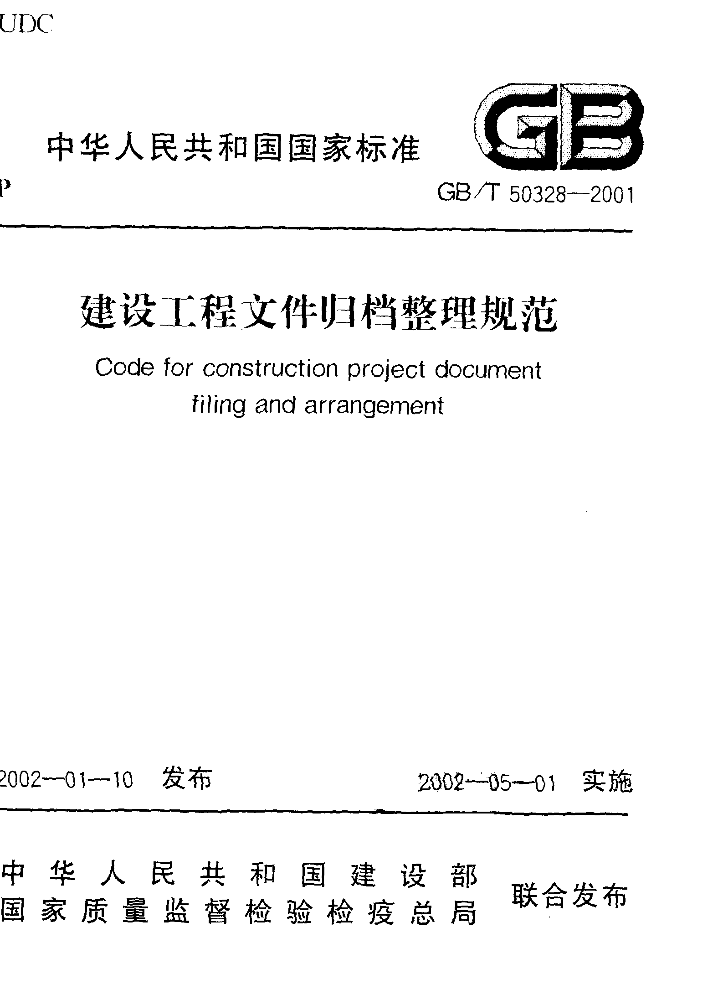 UDC
GB
中华人民共和国国家标准
P
GB/T 50328—2001
建设工程文件归档整理规范
Code for construction project document
filing and arrangement
2002—01—10 发布
2002—05—01 实施
中华人民共和国建设部
国家质量监督检验检疫总局
联合发布